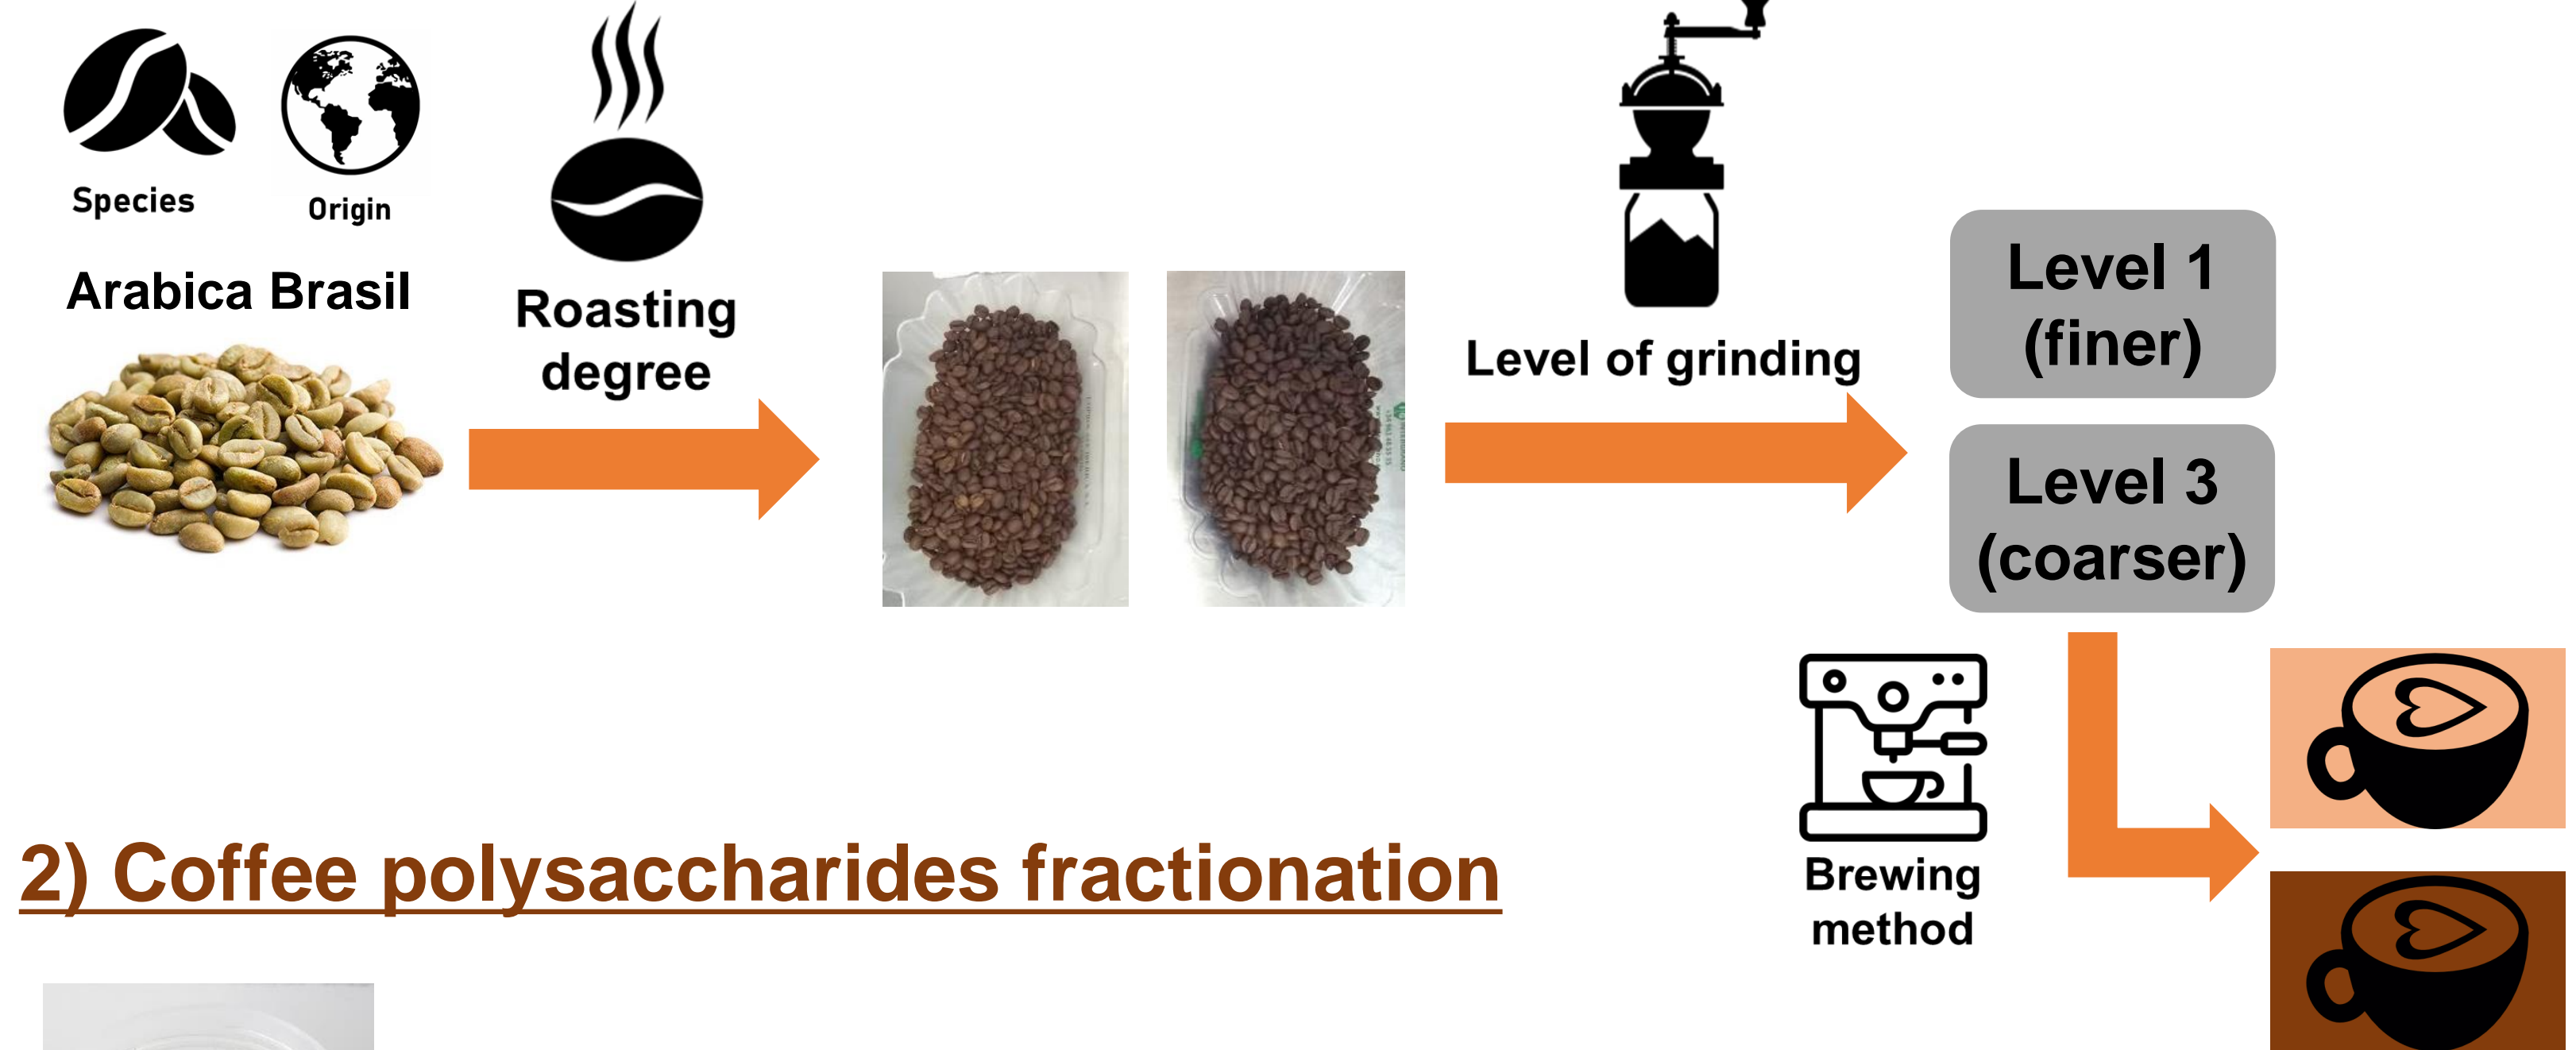 Species
Origin
Arabica Brasil
Roasting
degree
Level of grinding
Level 1
(finer)
Level 3
(coarser)
Brewing
method
2) Coffee polysaccharides fractionation